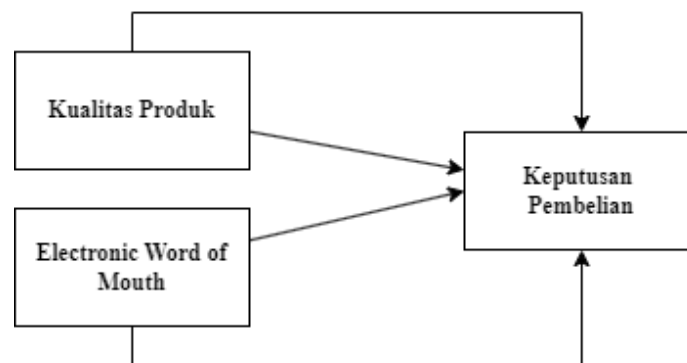 Kualitas Produk
Electronic Word of
Mouth
Keputusan
Pembelian